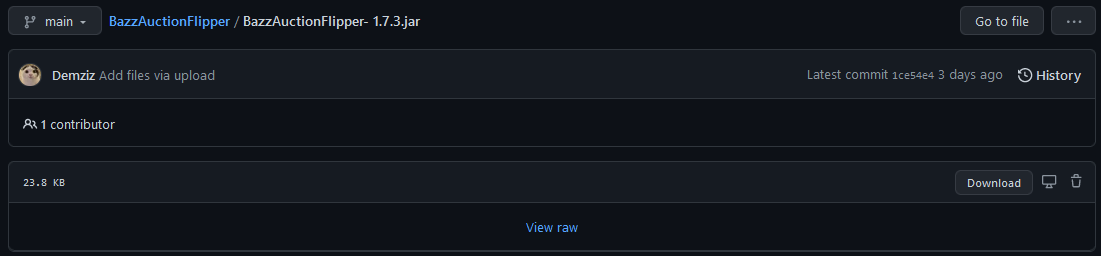 main BazzAuctionFlipper / BazzAuctionFlipper- 1.7.3.jar Go to file ...
Demziz Add files via upload Latest commit 1ce54e4 3 days ago History
1 contributor
23.8 KB Download
View raw